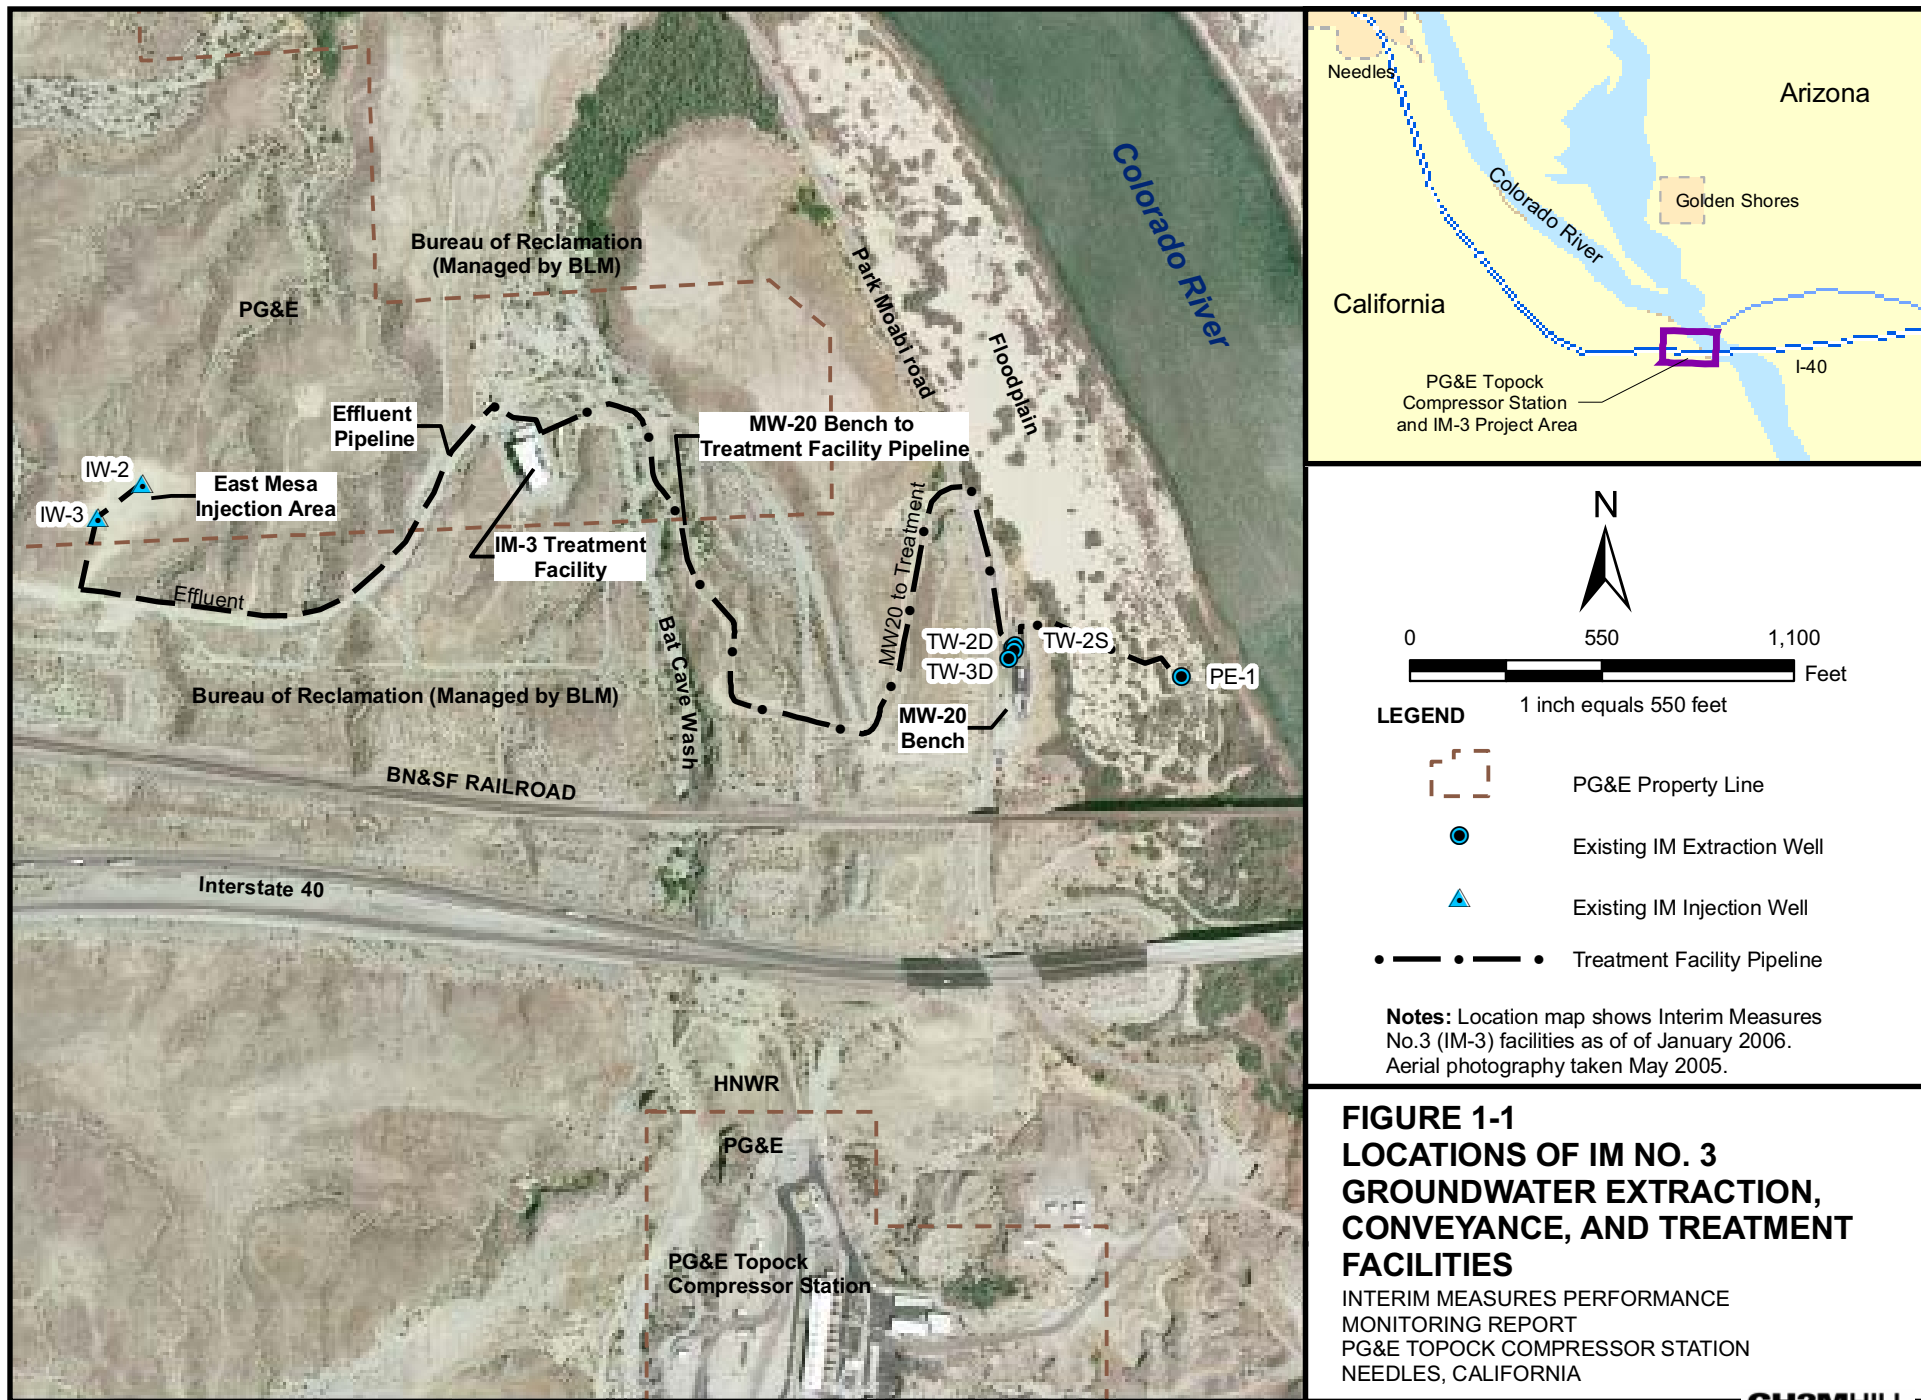 Bureau of Reclamation
(Managed by BLM)
PG&E
Colorado River
Park Moabi road
Floodplain
Effluent
Pipeline
MW-20 Bench to
Treatment Facility Pipeline
IW-2
East Mesa
Injection Area
IW-3
IM-3 Treatment
Facility
Effluent
MW20 to Treatment
Bat Cave Wash
TW-2D
TW-2S
TW-3D
PE-1
Bureau of Reclamation (Managed by BLM)
MW-20
Bench
BN&SF RAILROAD
Interstate 40
HNWR
PG&E
PG&E Topock
Compressor Station
Needles
Arizona
Golden Shores
Colorado River
California
I-40
PG&E Topock
Compressor Station
and IM-3 Project Area
N
0 550 1,100
Feet
1 inch equals 550 feet
LEGEND
PG&E Property Line
Existing IM Extraction Well
Existing IM Injection Well
Treatment Facility Pipeline
Notes: Location map shows Interim Measures
No.3 (IM-3) facilities as of of January 2006.
Aerial photography taken May 2005.
FIGURE 1-1
LOCATIONS OF IM NO. 3
GROUNDWATER EXTRACTION,
CONVEYANCE, AND TREATMENT
FACILITIES
INTERIM MEASURES PERFORMANCE
MONITORING REPORT
PG&E TOPOCK COMPRESSOR STATION
NEEDLES, CALIFORNIA